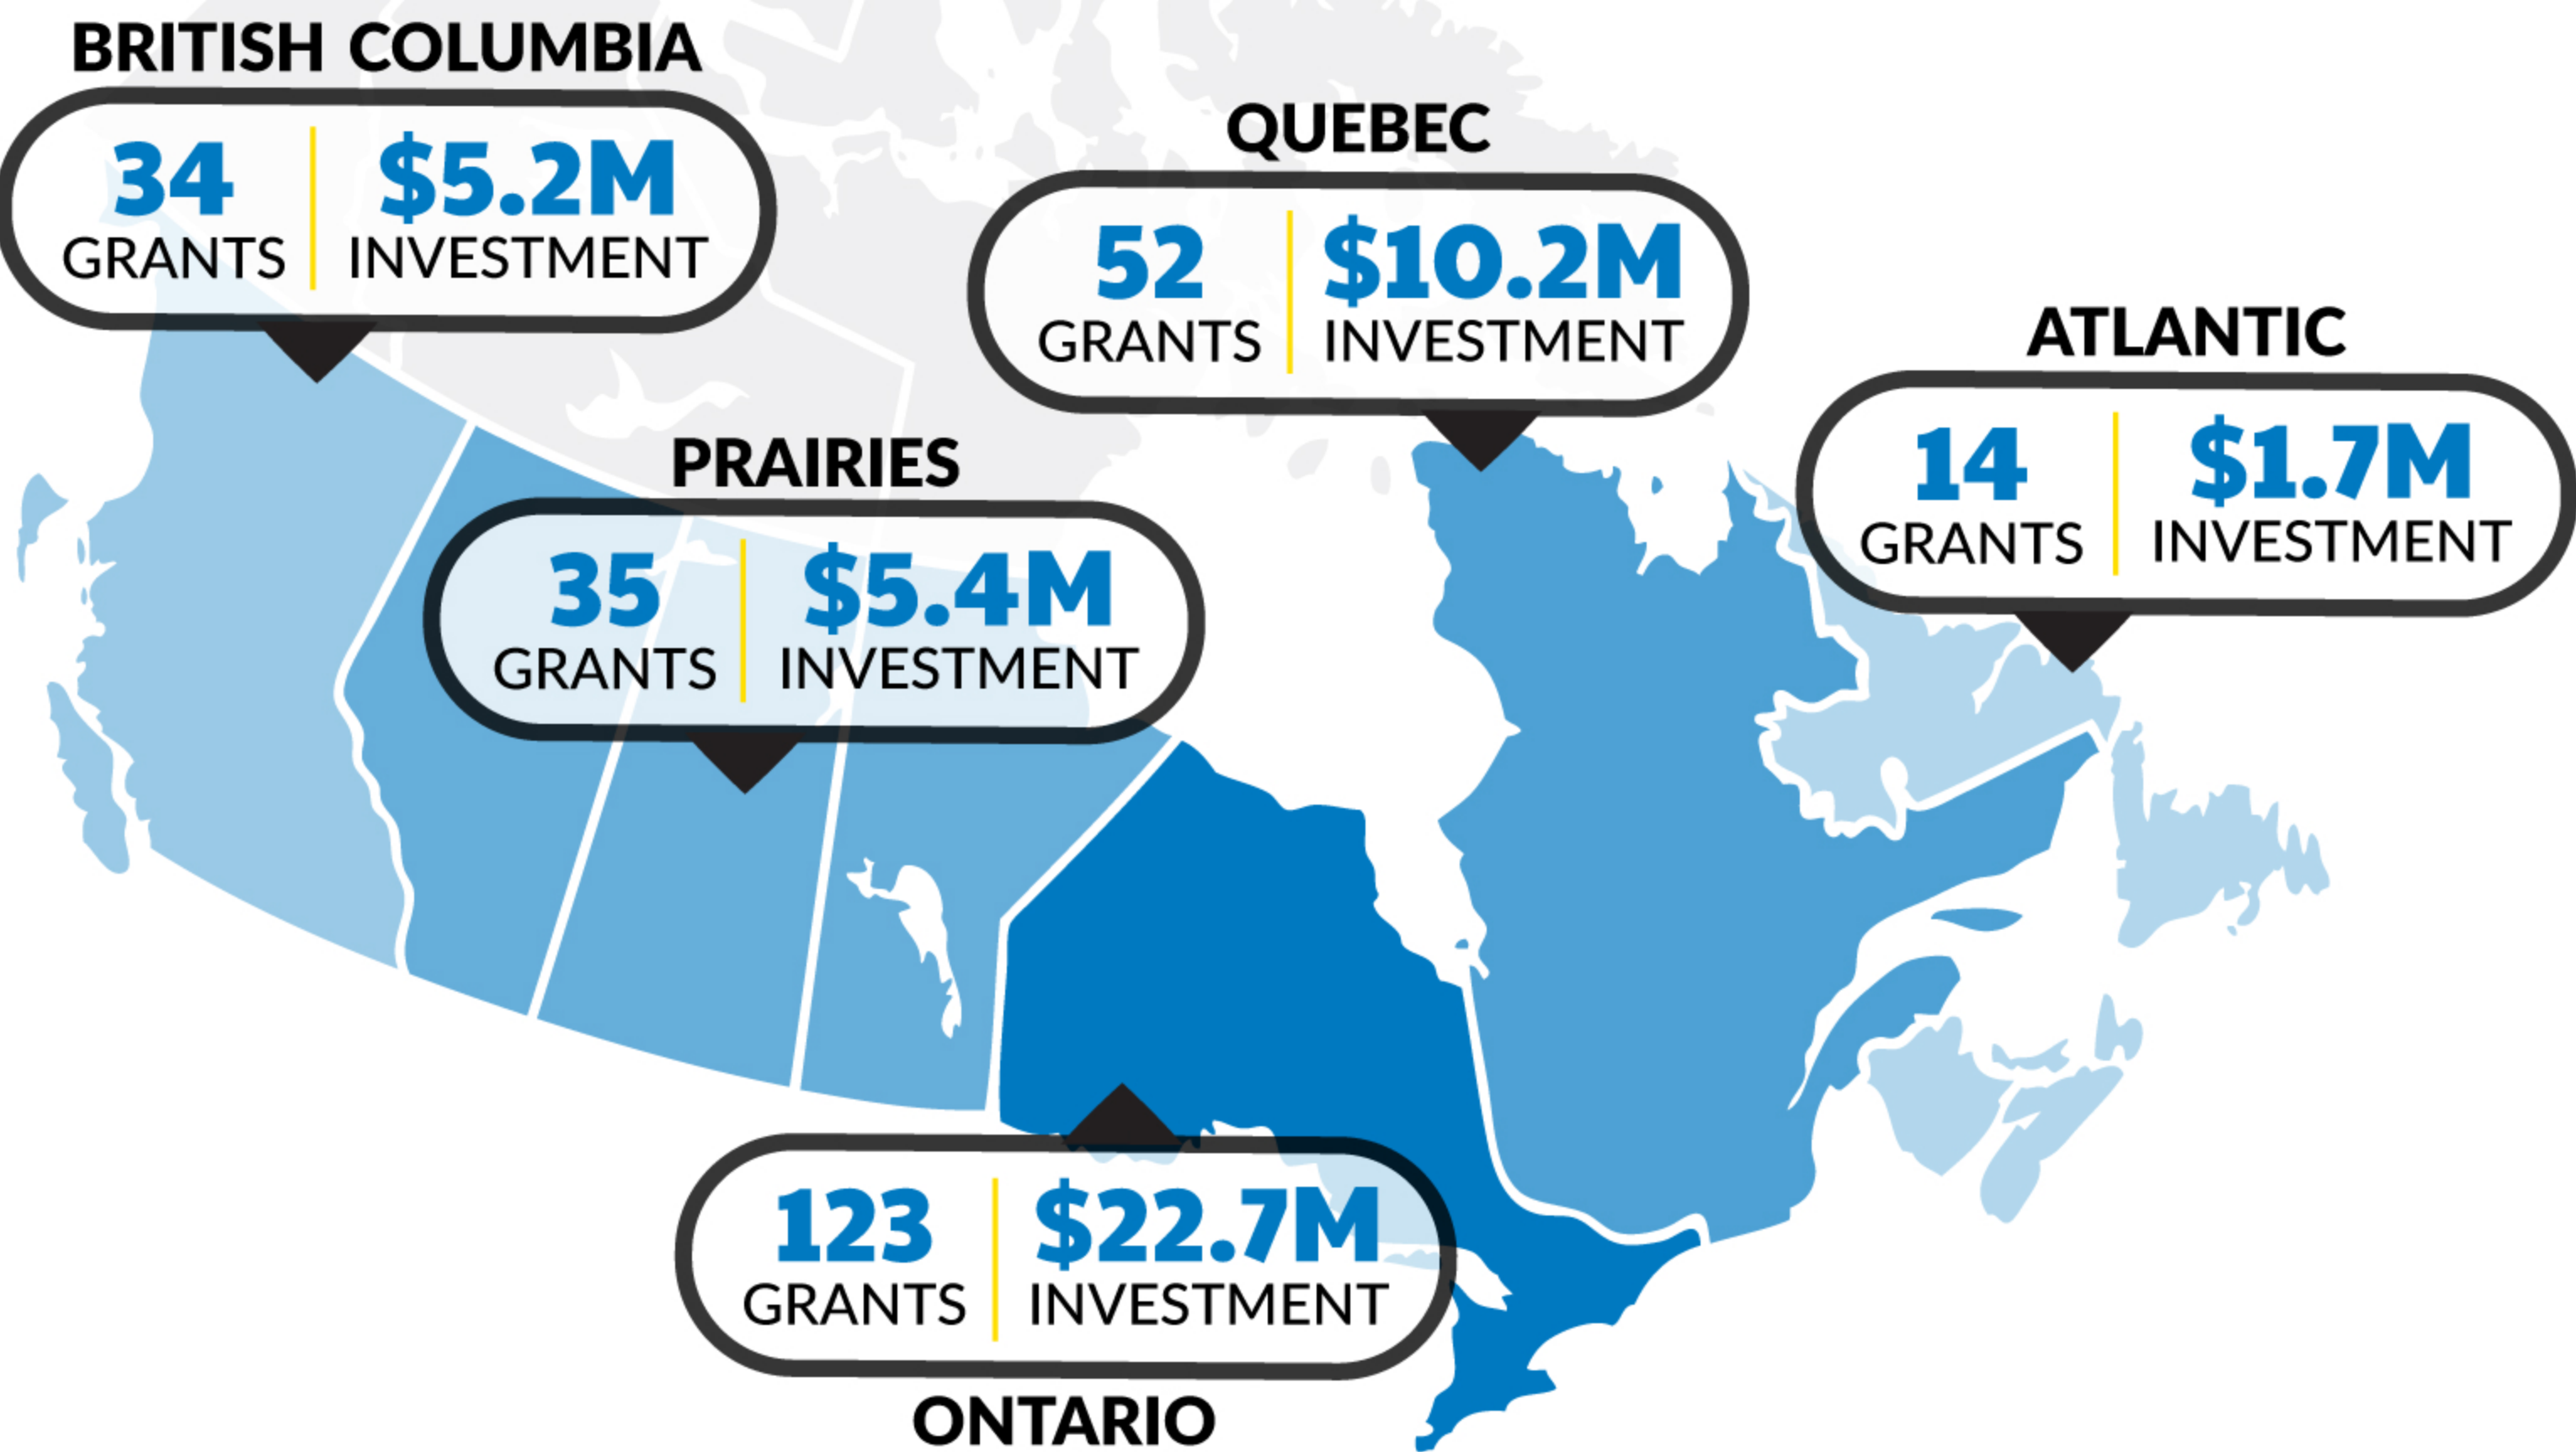 BRITISH COLUMBIA
34 $5.2M
GRANTS INVESTMENT
QUEBEC
52 $10.2M
GRANTS INVESTMENT
ATLANTIC
14 $1.7M
GRANTS INVESTMENT
PRAIRIES
35 $5.4M
GRANTS INVESTMENT
123 $22.7M
GRANTS INVESTMENT
ONTARIO